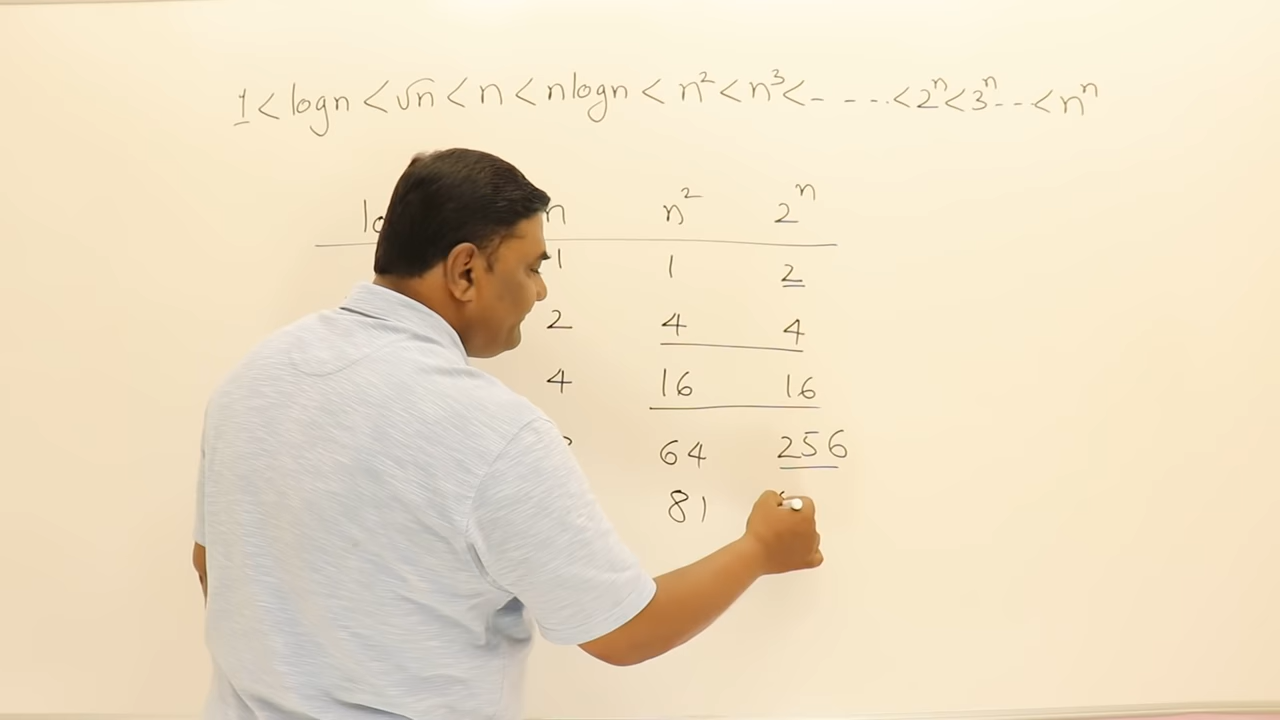 1 < logn < √n < n < nlogn < n² < n³ < - - - - < 2ⁿ < 3ⁿ - - - < nⁿ
n n² 2ⁿ
1 1 2
2 4 4
4 16 16
64 256
81